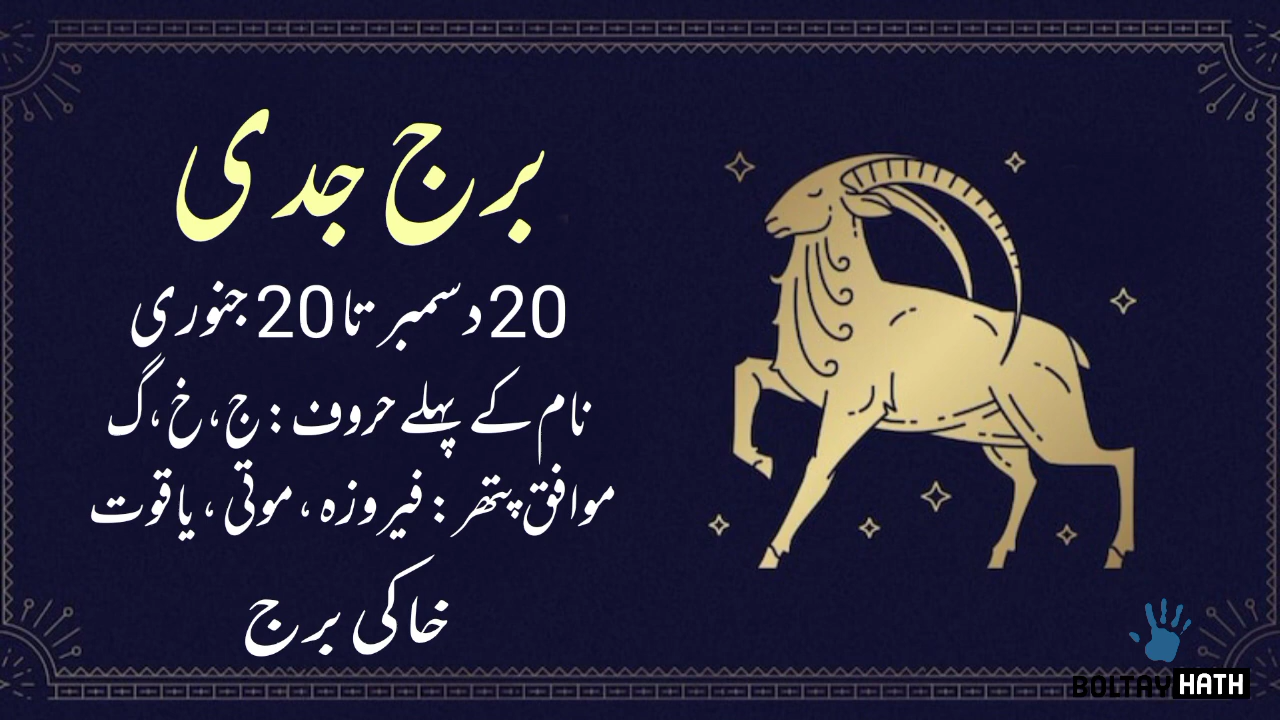 برج جدی
20 دسمبر تا 20 جنوری
نام کے پہلے حروف : ج، خ ،گ
موافق پتھر : فیروزہ ، موتی ، یاقوت
خاکی برج
BOLTAY HATH